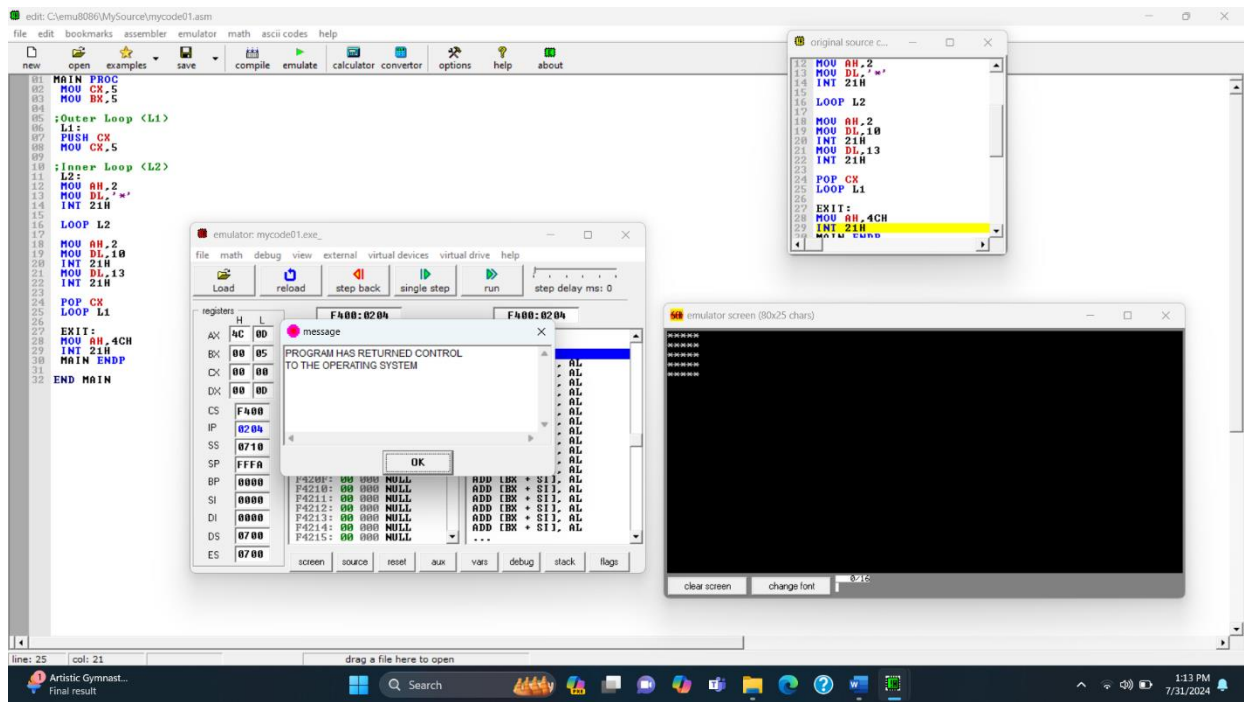 edit: C:\emu8086\MySource\mycode01.asm
file edit bookmarks assembler emulator math ascii codes help
new open examples save compile emulate calculator convertor options help about
01 MAIN PROC
02 MOV CX,5
03 MOV BX,5
04
05 ;Outer Loop (L1)
06 L1:
07 PUSH CX
08 MOV CX,5
09
10 ;Inner Loop (L2)
11 L2:
12 MOV AH,2
13 MOV DL,'*'
14 INT 21H
15
16 LOOP L2
17
18 MOV AH,2
19 MOV DL,10
20 INT 21H
21 MOV DL,13
22 INT 21H
23
24 POP CX
25 LOOP L1
26
27 EXIT:
28 MOV AH,4CH
29 INT 21H
30 MAIN ENDP
31
32 END MAIN
original source c...
12 MOV AH,2
13 MOV DL,'*'
14 INT 21H
15
16 LOOP L2
17
18 MOV AH,2
19 MOV DL,10
20 INT 21H
21 MOV DL,13
22 INT 21H
23
24 POP CX
25 LOOP L1
26
27 EXIT:
28 MOV AH,4CH
29 INT 21H
30 MAIN ENDP
emulator: mycode01.exe_
file math debug view external virtual devices virtual drive help
Load reload step back single step run step delay ms: 0
registers F400:0204 F400:0204
H L
AX 4C 0D
BX 00 05
CX 00 00
DX 00 0D
CS F400
IP 0204
SS 0710
SP FFFA
BP 0000
SI 0000
DI 0000
DS 0700
ES 0700
message
PROGRAM HAS RETURNED CONTROL
TO THE OPERATING SYSTEM
OK
, AL
, AL
, AL
, AL
, AL
, AL
, AL
, AL
, AL
, AL
, AL
, AL
F420F: 00 000 NULL ADD [BX + SI], AL
F4210: 00 000 NULL ADD [BX + SI], AL
F4211: 00 000 NULL ADD [BX + SI], AL
F4212: 00 000 NULL ADD [BX + SI], AL
F4213: 00 000 NULL ADD [BX + SI], AL
F4214: 00 000 NULL ADD [BX + SI], AL
F4215: 00 000 NULL ...
screen source reset aux vars debug stack flags
emulator screen (80x25 chars)
*****
*****
*****
*****
*****
clear screen change font 0/16
line: 25 col: 21 drag a file here to open
Artistic Gymnast...
Final result
Search
1:13 PM
7/31/2024